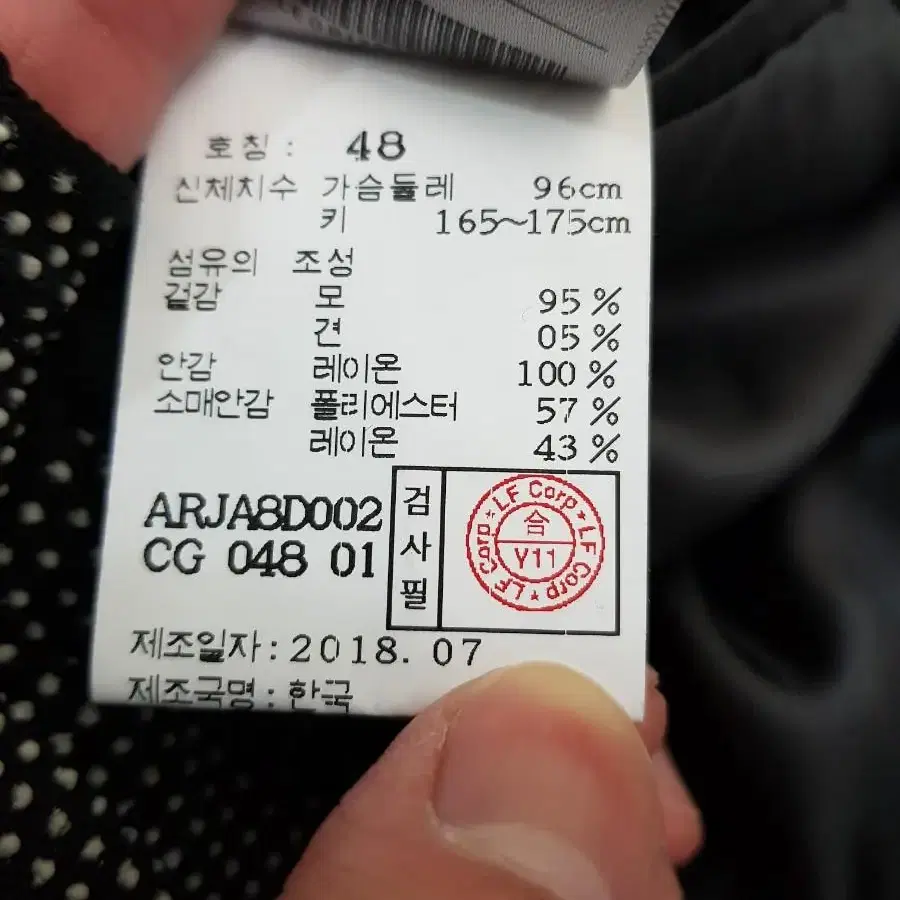 호칭 : 48
신체치수 가슴둘레 96cm
키 165~175cm
섬유의 조성
겉감 모 95 %
견 05 %
안감 레이온 100 %
소매안감 폴리에스터 57 %
레이온 43 %
ARJA8D002
CG 048 01
검사필
LF Corp ★ LF Corp ★ LF Corp ★
合
V11
제조일자 : 2018. 07
제조국명 : 한국